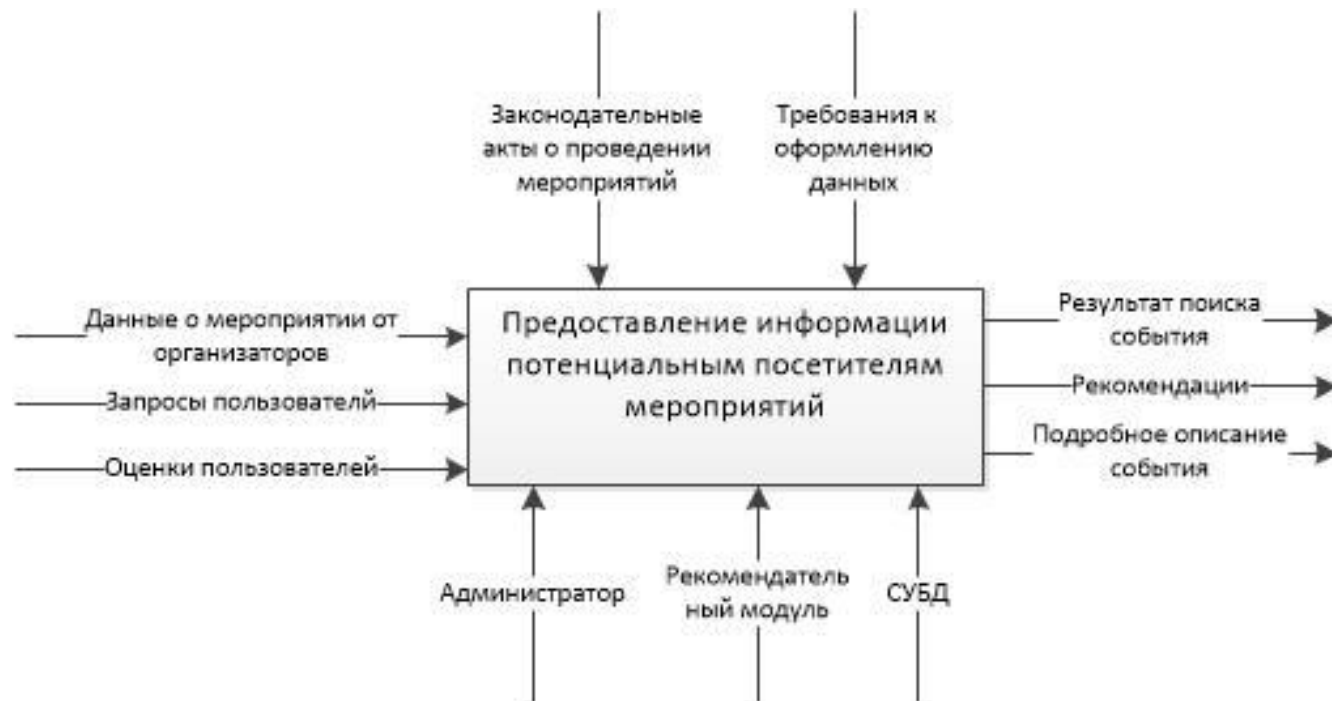 Законодательные
акты о проведении
мероприятий
Требования к
оформлению
данных
Данные о мероприятии от
организаторов
Запросы пользователй
Оценки пользователей
Предоставление информации
потенциальным посетителям
мероприятий
Результат поиска
события
Рекомендации
Подробное описание
события
Администратор
Рекомендатель
ный модуль
СУБД